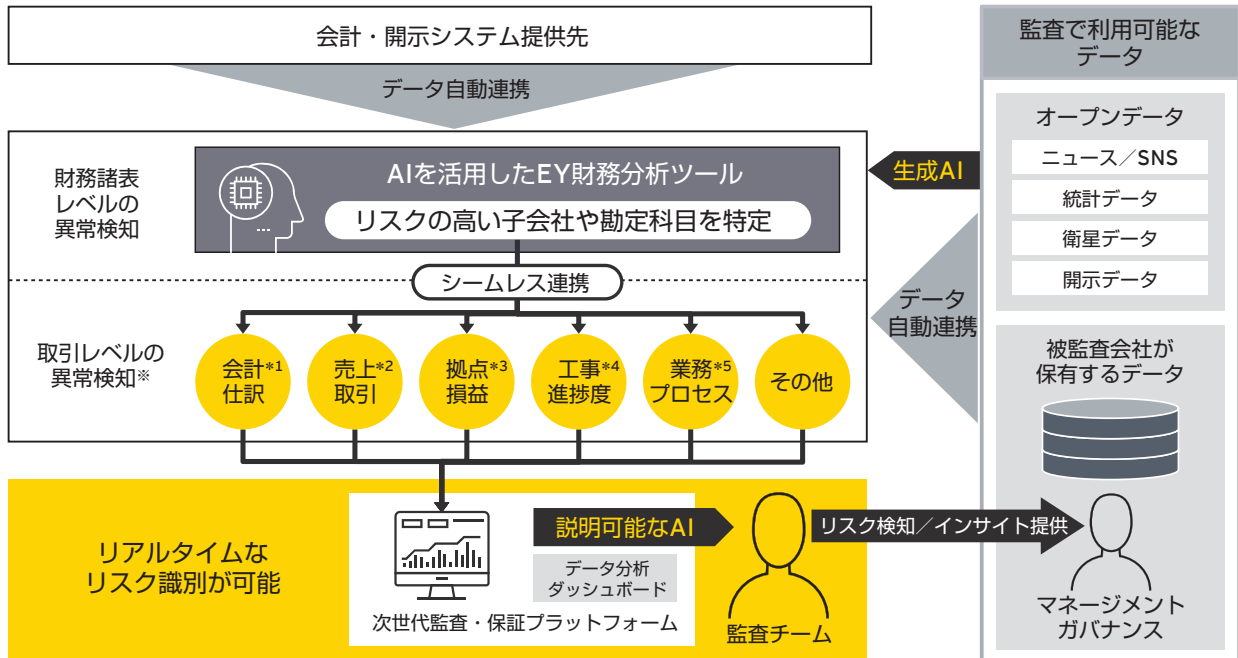 会計・開示システム提供先
データ自動連携
財務諸表
レベルの
異常検知
AIを活用したEY財務分析ツール
リスクの高い子会社や勘定科目を特定
シームレス連携
取引レベルの
異常検知※
会計*1
仕訳
売上*2
取引
拠点*3
損益
工事*4
進捗度
業務*5
プロセス
その他
リアルタイムな
リスク識別が可能
次世代監査・保証プラットフォーム
説明可能なAI
データ分析
ダッシュボード
監査チーム
リスク検知／インサイト提供
生成AI
データ
自動連携
監査で利用可能な
データ
オープンデータ
ニュース／SNS
統計データ
衛星データ
開示データ
被監査会社が
保有するデータ
マネージメント
ガバナンス